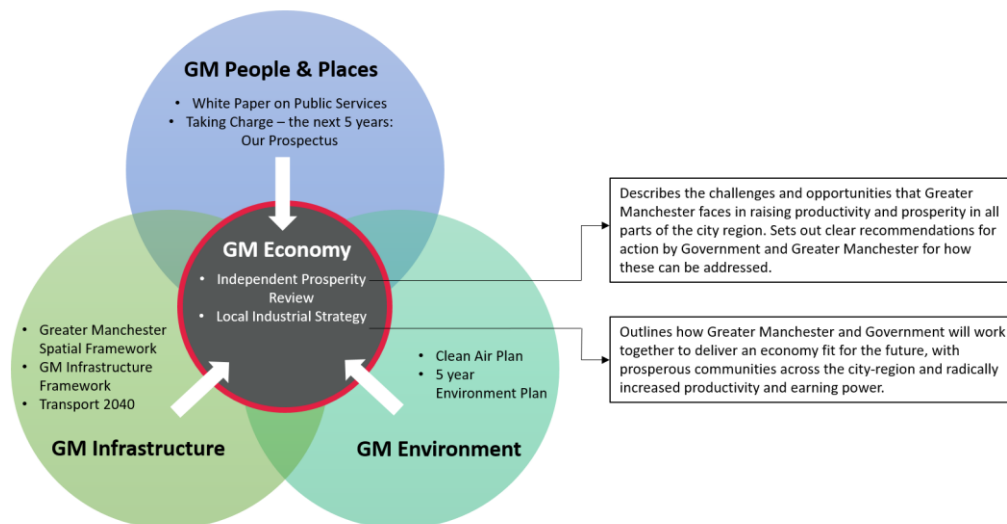 GM People & Places
• White Paper on Public Services
• Taking Charge – the next 5 years:
Our Prospectus
GM Economy
• Independent Prosperity
Review
• Local Industrial Strategy
• Greater Manchester
Spatial Framework
• GM Infrastructure
Framework
• Transport 2040
GM Infrastructure
• Clean Air Plan
• 5 year
Environment Plan
GM Environment
Describes the challenges and opportunities that Greater
Manchester faces in raising productivity and prosperity in all
parts of the city region. Sets out clear recommendations for
action by Government and Greater Manchester for how
these can be addressed.
Outlines how Greater Manchester and Government will work
together to deliver an economy fit for the future, with
prosperous communities across the city-region and radically
increased productivity and earning power.